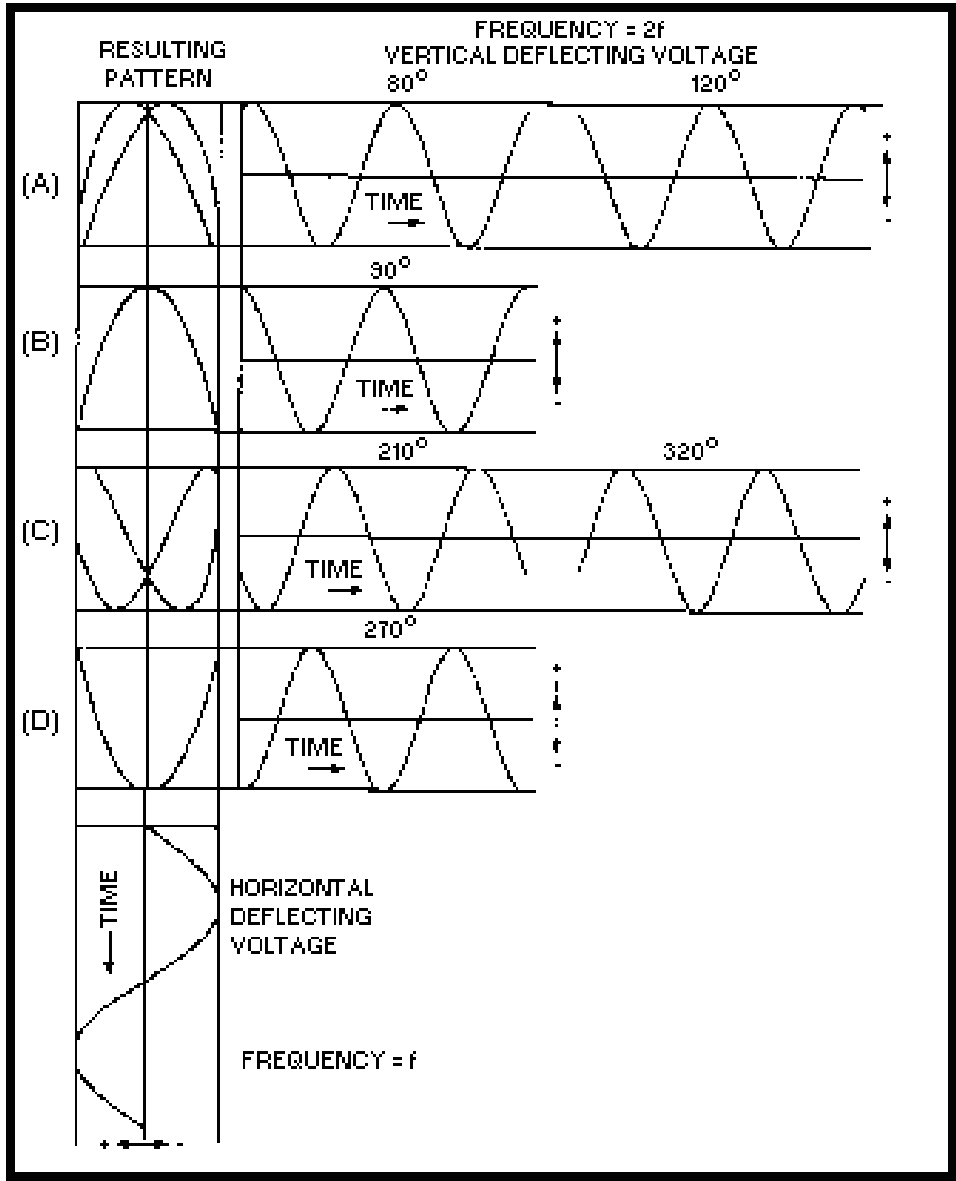 RESULTING
PATTERN
FREQUENCY = 2f
VERTICAL DEFLECTING VOLTAGE
80° 120°
(A)
TIME
+
-
90°
(B)
TIME
+
-
210° 320°
(C)
TIME
+
-
270°
(D)
TIME
+
-
TIME
HORIZONTAL
DEFLECTING
VOLTAGE
FREQUENCY = f
+ -